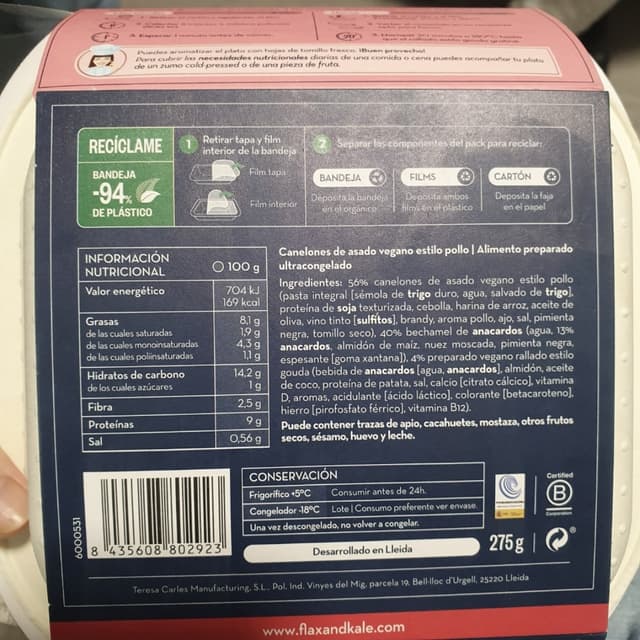 3. Esperar 1 minuto antes de comer.
Puedes aromatizar el plato con hojas de tomillo fresco. ¡Buen provecho!
Para cubrir las necesidades nutricionales diarias de una comida o cena puedes acompañar tu plato
de un zumo cold-pressed o de una pieza de fruta.
RECÍCLAME
BANDEJA
-94%
DE PLÁSTICO
1 Retirar tapa y film
interior de la bandeja
Film tapa
Film interior
2 Separar los componentes del pack para reciclar:
BANDEJA
Deposita la bandeja
en el orgánico
FILMS
Deposita ambos
films en el plástico
CARTÓN
Deposita la faja
en el papel
INFORMACIÓN
NUTRICIONAL
100 g
Valor energético 704 kJ
169 kcal
Grasas 8,1 g
de las cuales saturadas 1,9 g
de las cuales monoinsaturadas 4,3 g
de las cuales poliinsaturadas 1,1 g
Hidratos de carbono 14,2 g
de los cuales azúcares 1 g
Fibra 2,5 g
Proteínas 9 g
Sal 0,56 g
Canelones de asado vegano estilo pollo | Alimento preparado
ultracongelado
Ingredientes: 56% canelones de asado vegano estilo pollo
(pasta integral [sémola de trigo duro, agua, salvado de trigo],
proteína de soja texturizada, cebolla, harina de arroz, aceite de
oliva, vino tinto [sulfitos], brandy, aroma pollo, ajo, sal, pimienta
negra, tomillo seco), 40% bechamel de anacardos (agua, 13%
anacardos, almidón de maíz, nuez moscada, pimienta negra,
espesante [goma xantana]), 4% preparado vegano rallado estilo
gouda (bebida de anacardos [agua, anacardos], almidón, aceite
de coco, proteína de patata, sal, calcio [citrato cálcico], vitamina
D, aromas, acidulante [ácido láctico], colorante [betacaroteno],
hierro [pirofosfato férrico], vitamina B12).
Puede contener trazas de apio, cacahuetes, mostaza, otros frutos
secos, sésamo, huevo y leche.
6000531
8 435608 802923
CONSERVACIÓN
Frigorífico +5ºC Consumir antes de 24h.
Congelador -18ºC Lote | Consumo preferente ver envase.
Una vez descongelado, no volver a congelar.
Desarrollado en Lleida
275 g
Certified
B
Corporation
Teresa Carles Manufacturing, S.L. Pol. Ind. Vinyes del Mig, parcela 19, Bell-lloc d'Urgell, 25220 Lleida
www.flaxandkale.com